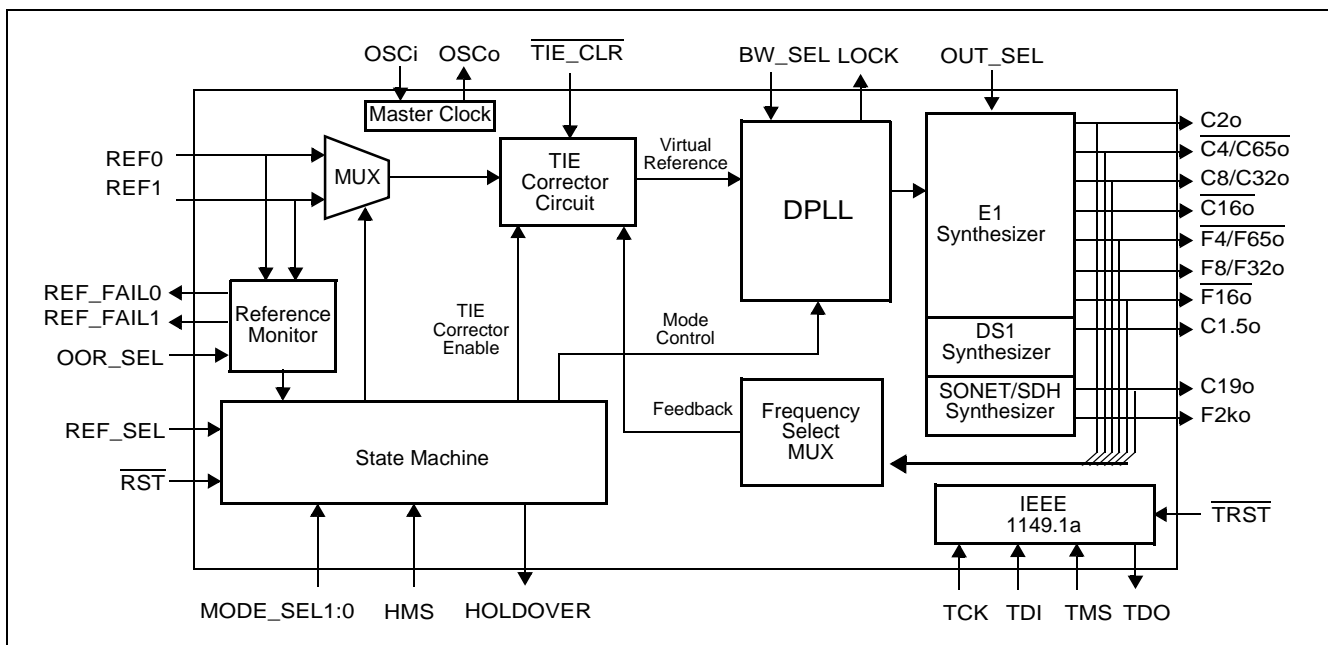 OSCi OSCo TIE_CLR BW_SEL LOCK OUT_SEL
Master Clock
REF0
REF1
MUX
TIE
Corrector
Circuit
Virtual
Reference
DPLL
E1
Synthesizer
DS1
Synthesizer
SONET/SDH
Synthesizer
C2o
C4/C65o
C8/C32o
C16o
F4/F65o
F8/F32o
F16o
C1.5o
C19o
F2ko
REF_FAIL0
REF_FAIL1
OOR_SEL
Reference
Monitor
TIE
Corrector
Enable
Mode
Control
REF_SEL
RST
State Machine
Feedback
Frequency
Select
MUX
IEEE
1149.1a
TRST
MODE_SEL1:0 HMS HOLDOVER
TCK TDI TMS TDO